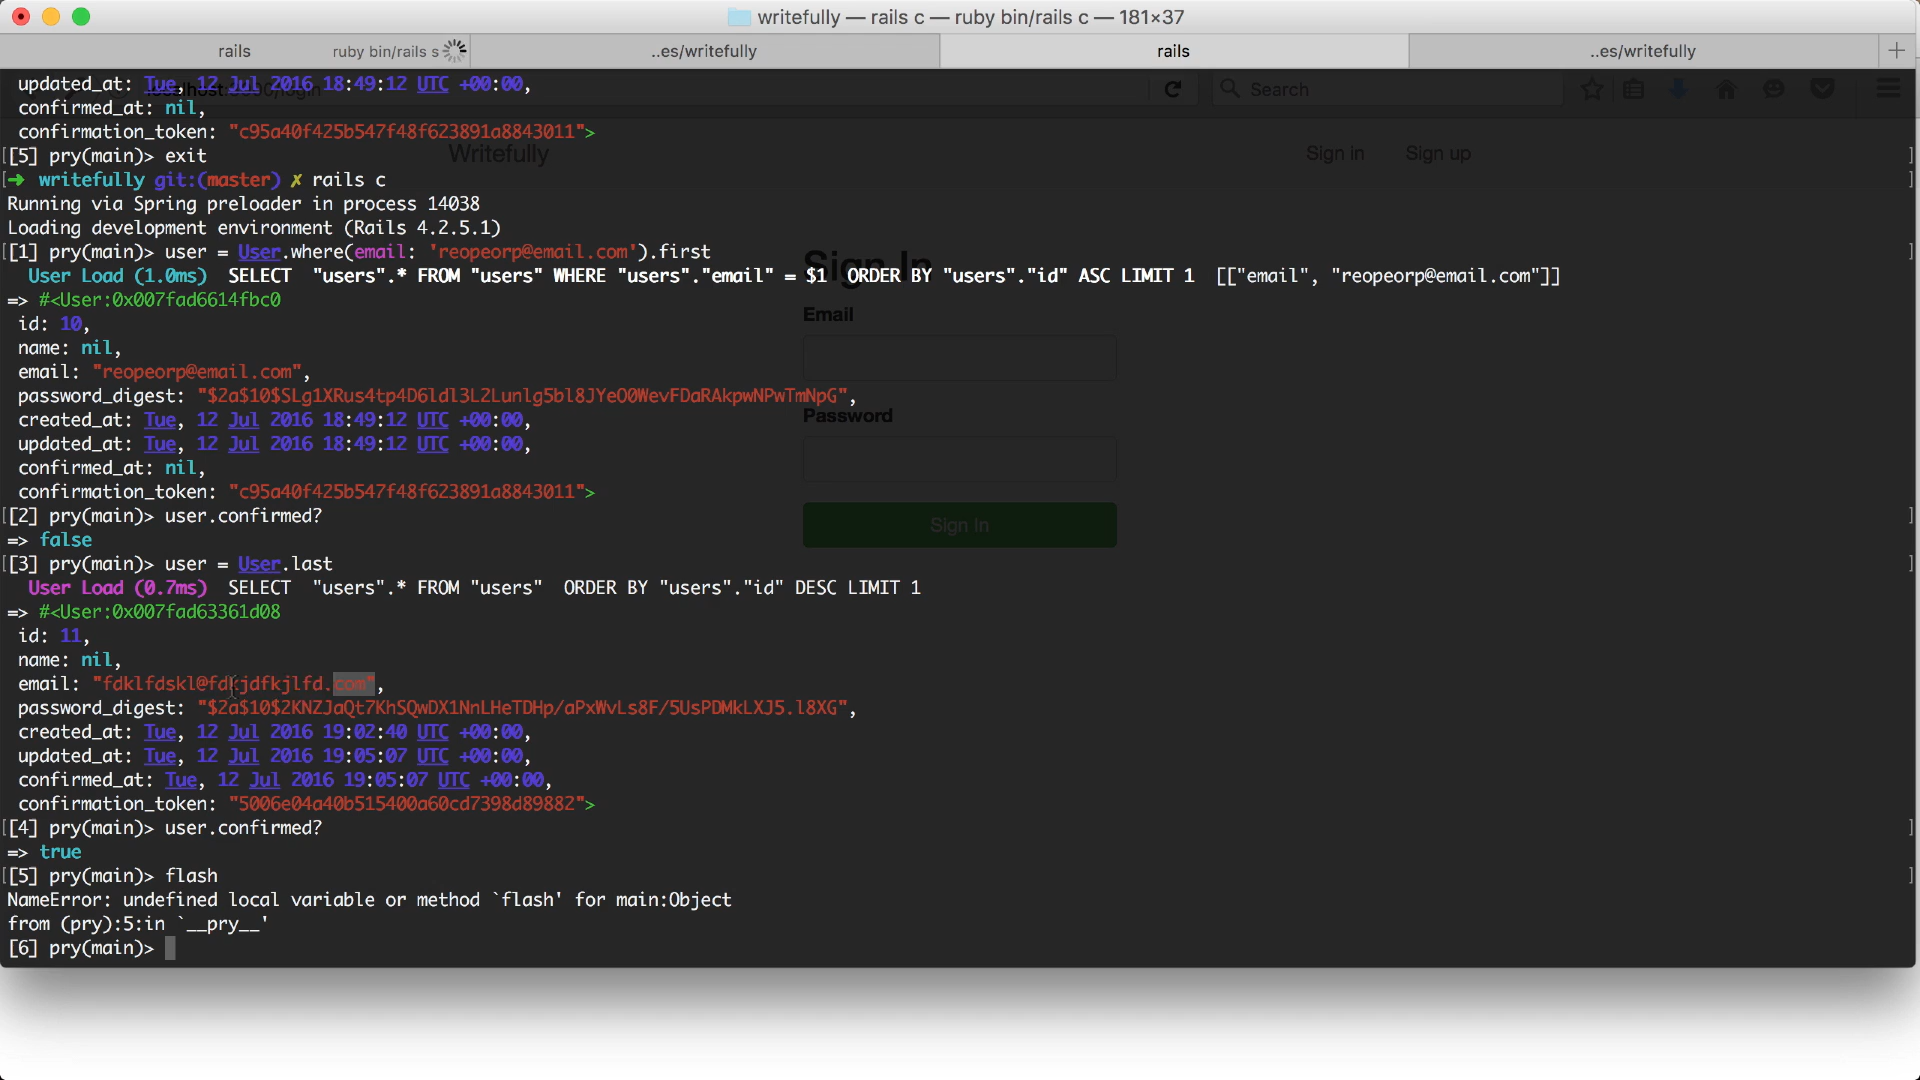 writefully — rails c — ruby bin/rails c — 181×37
rails ruby bin/rails s ..es/writefully rails ..es/writefully
updated_at: Tue, 12 Jul 2016 18:49:12 UTC +00:00,
Search
confirmed_at: nil,
confirmation_token: "c95a40f425b547f48f623891a8843011">
[[5] pry(main)> exit ]
Writefully Sign in Sign up
[➜ writefully git:(master) ✗ rails c ]
Running via Spring preloader in process 14038
Loading development environment (Rails 4.2.5.1)
[[1] pry(main)> user = User.where(email: 'reopeorp@email.com').first ]
Sign In
User Load (1.0ms) SELECT "users".* FROM "users" WHERE "users"."email" = $1 ORDER BY "users"."id" ASC LIMIT 1 [["email", "reopeorp@email.com"]]
=> #<User:0x007fad6614fbc0
id: 10,
Email
name: nil,
email: "reopeorp@email.com",
password_digest: "$2a$10$SLg1XRus4tp4D6ldl3L2Lunlg5bl8JYeO0WevFDaRAkpwNPwTmNpG",
Password
created_at: Tue, 12 Jul 2016 18:49:12 UTC +00:00,
updated_at: Tue, 12 Jul 2016 18:49:12 UTC +00:00,
confirmed_at: nil,
confirmation_token: "c95a40f425b547f48f623891a8843011">
[[2] pry(main)> user.confirmed? ]
Sign In
=> false
[[3] pry(main)> user = User.last ]
User Load (0.7ms) SELECT "users".* FROM "users" ORDER BY "users"."id" DESC LIMIT 1
=> #<User:0x007fad63361d08
id: 11,
name: nil,
email: "fdklfdskl@fdkjdfkjlfd.com",
password_digest: "$2a$10$2KNZJaQt7KhSQwDX1NnLHeTDHp/aPxWvLs8F/5UsPDMkLXJ5.l8XG",
created_at: Tue, 12 Jul 2016 19:02:40 UTC +00:00,
updated_at: Tue, 12 Jul 2016 19:05:07 UTC +00:00,
confirmed_at: Tue, 12 Jul 2016 19:05:07 UTC +00:00,
confirmation_token: "5006e04a40b515400a60cd7398d89882">
[[4] pry(main)> user.confirmed? ]
=> true
[[5] pry(main)> flash ]
NameError: undefined local variable or method `flash' for main:Object
from (pry):5:in `__pry__'
[6] pry(main)>